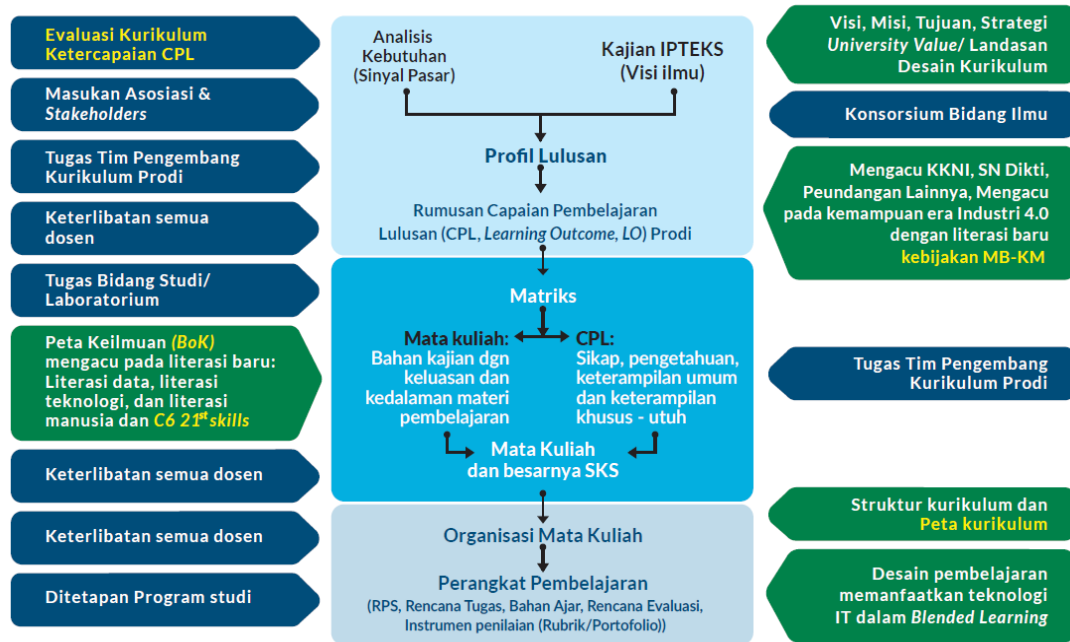 Evaluasi Kurikulum
Ketercapaian CPL
Masukan Asosiasi &
Stakeholders
Tugas Tim Pengembang
Kurikulum Prodi
Keterlibatan semua
dosen
Tugas Bidang Studi/
Laboratorium
Peta Keilmuan (BoK)
mengacu pada literasi baru:
Literasi data, literasi
teknologi, dan literasi
manusia dan C6 21st skills
Keterlibatan semua dosen
Keterlibatan semua dosen
Ditetapan Program studi
Analisis
Kebutuhan
(Sinyal Pasar)
Kajian IPTEKS
(Visi ilmu)
Profil Lulusan
Rumusan Capaian Pembelajaran
Lulusan (CPL, Learning Outcome, LO) Prodi
Matriks
Mata kuliah:
Bahan kajian dgn
keluasan dan
kedalaman materi
pembelajaran
CPL:
Sikap, pengetahuan,
keterampilan umum
dan keterampilan
khusus - utuh
Mata Kuliah
dan besarnya SKS
Organisasi Mata Kuliah
Perangkat Pembelajaran
(RPS, Rencana Tugas, Bahan Ajar, Rencana Evaluasi,
Instrumen penilaian (Rubrik/Portofolio))
Visi, Misi, Tujuan, Strategi
University Value/ Landasan
Desain Kurikulum
Konsorsium Bidang Ilmu
Mengacu KKNI, SN Dikti,
Peundangan Lainnya, Mengacu
pada kemampuan era Industri 4.0
dengan literasi baru
kebijakan MB-KM
Tugas Tim Pengembang
Kurikulum Prodi
Struktur kurikulum dan
Peta kurikulum
Desain pembelajaran
memanfaatkan teknologi
IT dalam Blended Learning